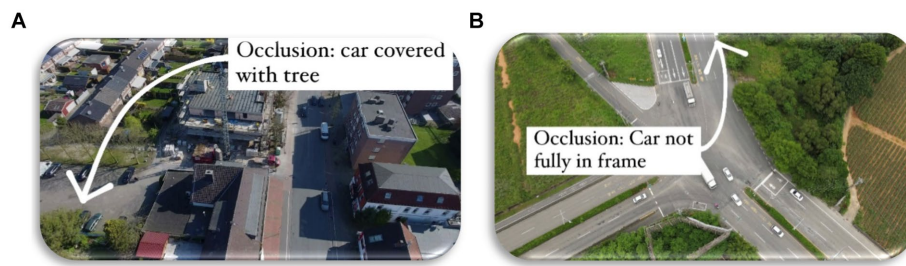 A
Occlusion: car covered
with tree
B
Occlusion: Car not
fully in frame